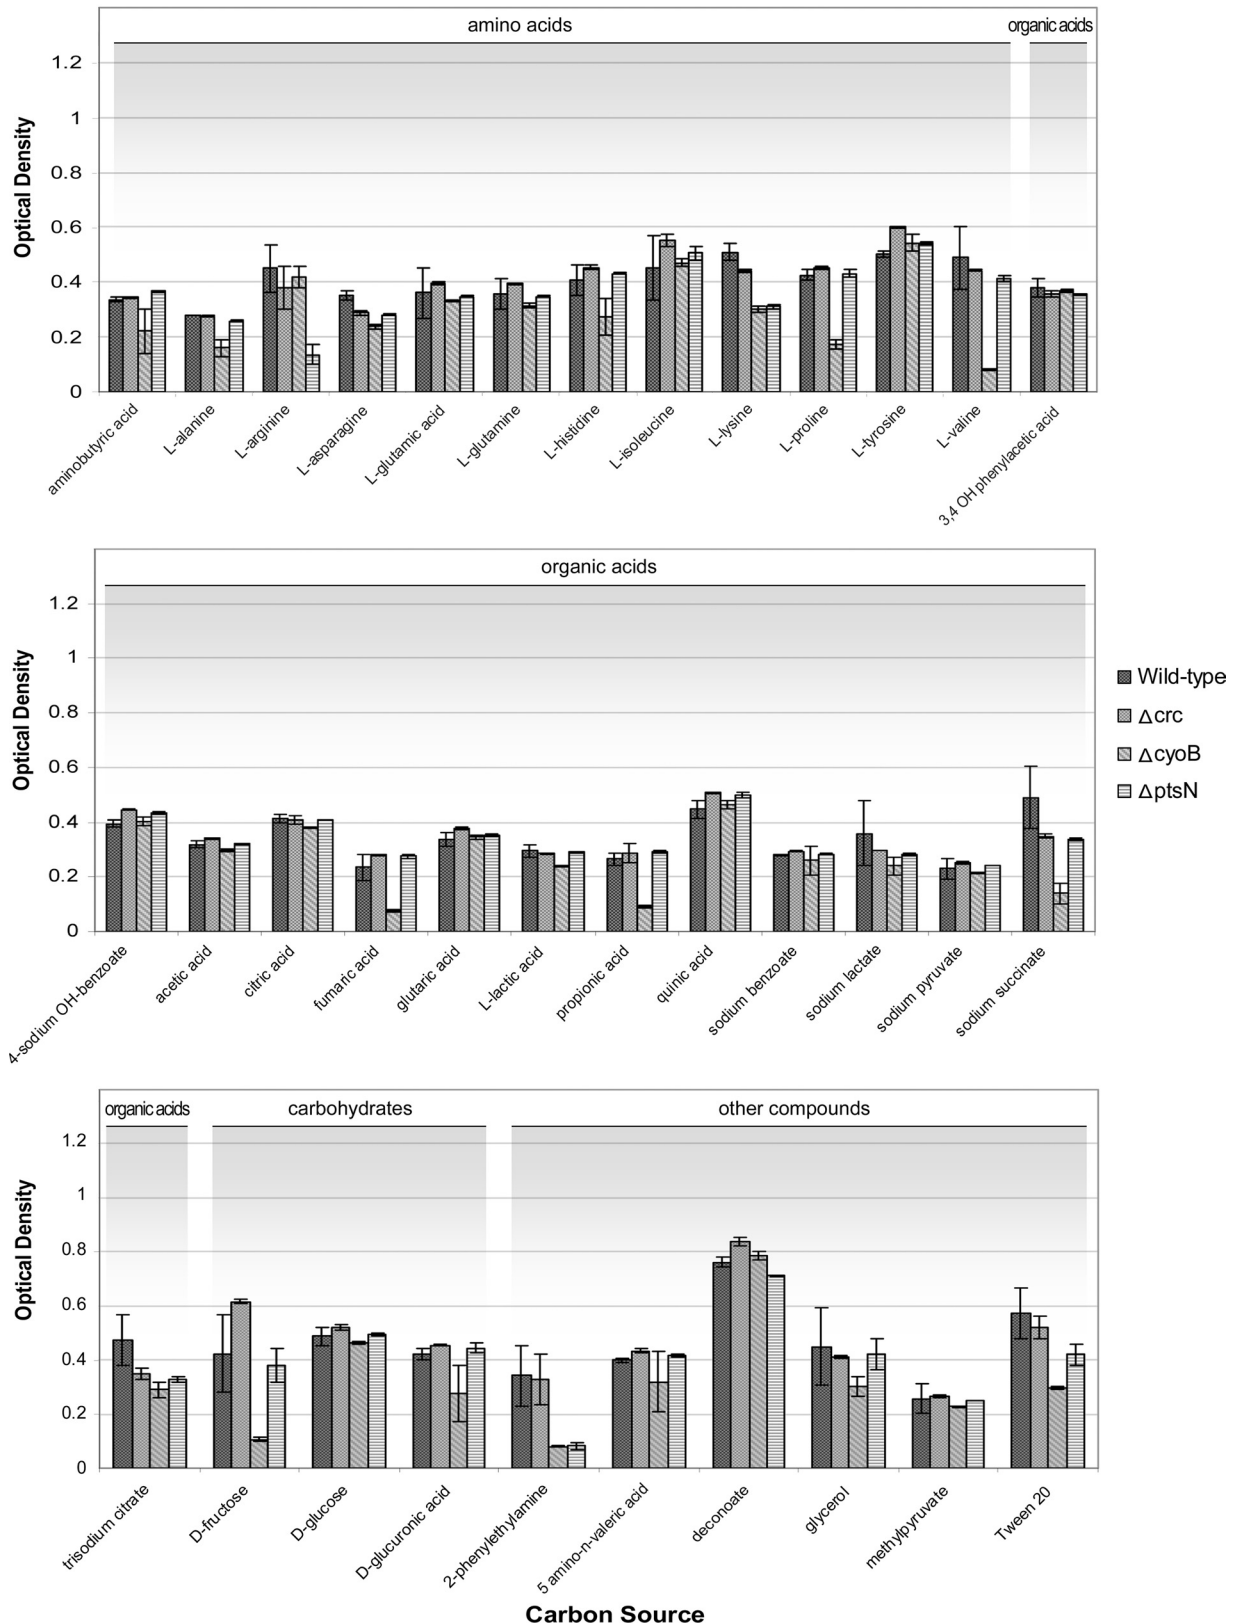 amino acids
organic acids
Optical Density
1.2
1
0.8
0.6
0.4
0.2
0
aminobutyric acid
L-alanine
L-arginine
L-asparagine
L-glutamic acid
L-glutamine
L-histidine
L-isoleucine
L-lysine
L-proline
L-tyrosine
L-valine
3,4 OH phenylacetic acid
organic acids
Optical Density
1.2
1
0.8
0.6
0.4
0.2
0
4-sodium OH-benzoate
acetic acid
citric acid
fumaric acid
glutaric acid
L-lactic acid
propionic acid
quinic acid
sodium benzoate
sodium lactate
sodium pyruvate
sodium succinate
Wild-type
Δcrc
ΔcyoB
ΔptsN
organic acids
carbohydrates
other compounds
Optical Density
1.2
1
0.8
0.6
0.4
0.2
0
trisodium citrate
D-fructose
D-glucose
D-glucuronic acid
2-phenylethylamine
5 amino-n-valeric acid
deconoate
glycerol
methylpyruvate
Tween 20
Carbon Source